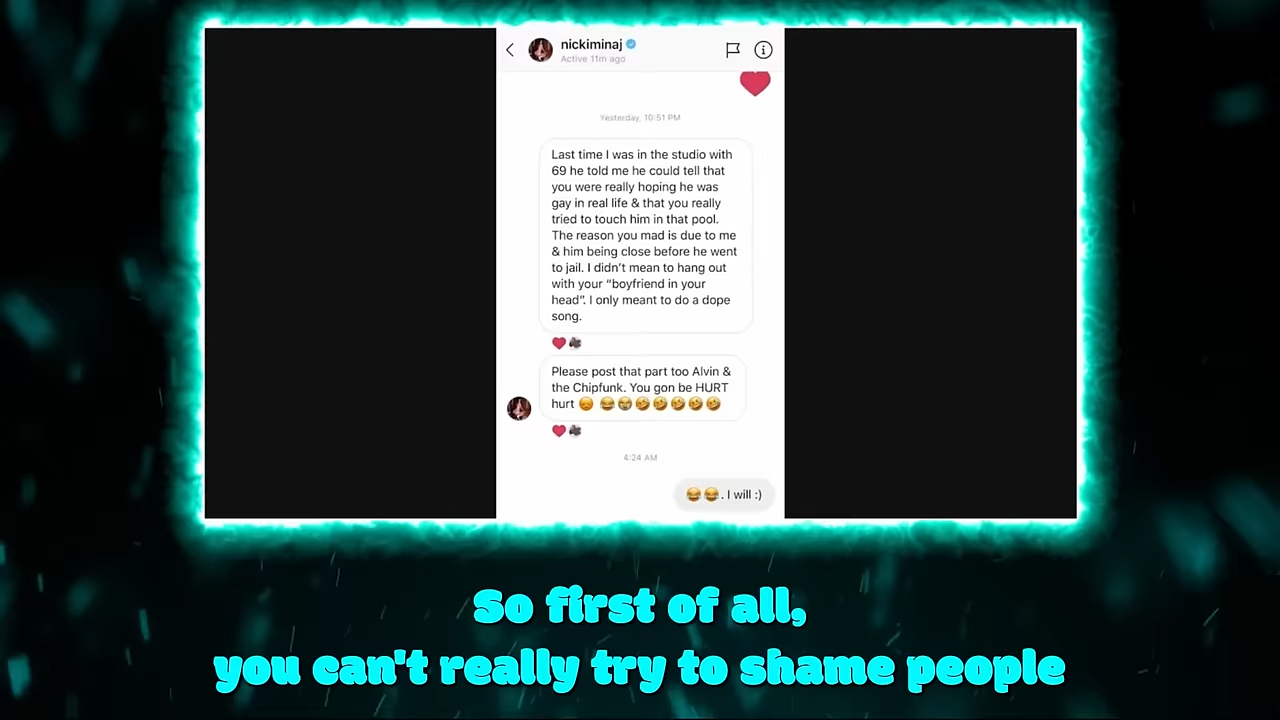 nickiminaj
Active 11m ago
Yesterday, 10:51 PM
Last time I was in the studio with
69 he told me he could tell that
you were really hoping he was
gay in real life & that you really
tried to touch him in that pool.
The reason you mad is due to me
& him being close before he went
to jail. I didn't mean to hang out
with your "boyfriend in your
head". I only meant to do a dope
song.
Please post that part too Alvin &
the Chipfunk. You gon be HURT
hurt 😞 😂😭🤣🤣🤣🤣🤣
4:24 AM
😂😂. I will :)
So first of all,
you can't really try to shame people